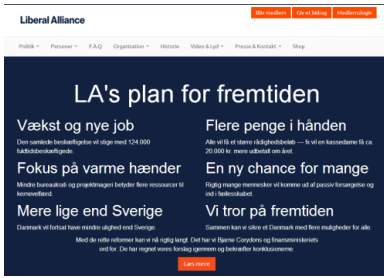 Bliv medlem Giv et bidrag Medlemslogin
Liberal Alliance
Politik Personer F.A.Q Organisation Historie Video & Lyd Presse & Kontakt Shop
LA's plan for fremtiden
Vækst og nye job
Den samlede beskæftigelse vil stige med 124.000
fuldtidsbeskæftigede.
Flere penge i hånden
Alle vil få et større rådighedsbeløb — fx vil en kassedame få ca.
20.000 kr. mere udbetalt om året.
Fokus på varme hænder
Mindre bureaukrati og projektmageri betyder flere ressourcer til
kernevelfærd.
En ny chance for mange
Rigtig mange mennesker vil komme ud af passiv forsørgelse og
ind i fællesskabet.
Mere lige end Sverige
Danmark vil fortsat have mindre ulighed end Sverige.
Vi tror på fremtiden
Sammen kan vi sikre et Danmark med flere muligheder for alle.
Med de rette reformer kan vi nå rigtig langt. Det har vi Bjarne Corydons og finansministeriets
ord for. De har regnet vores forslag igennem og bekræfter konklusionerne.
Læs mere